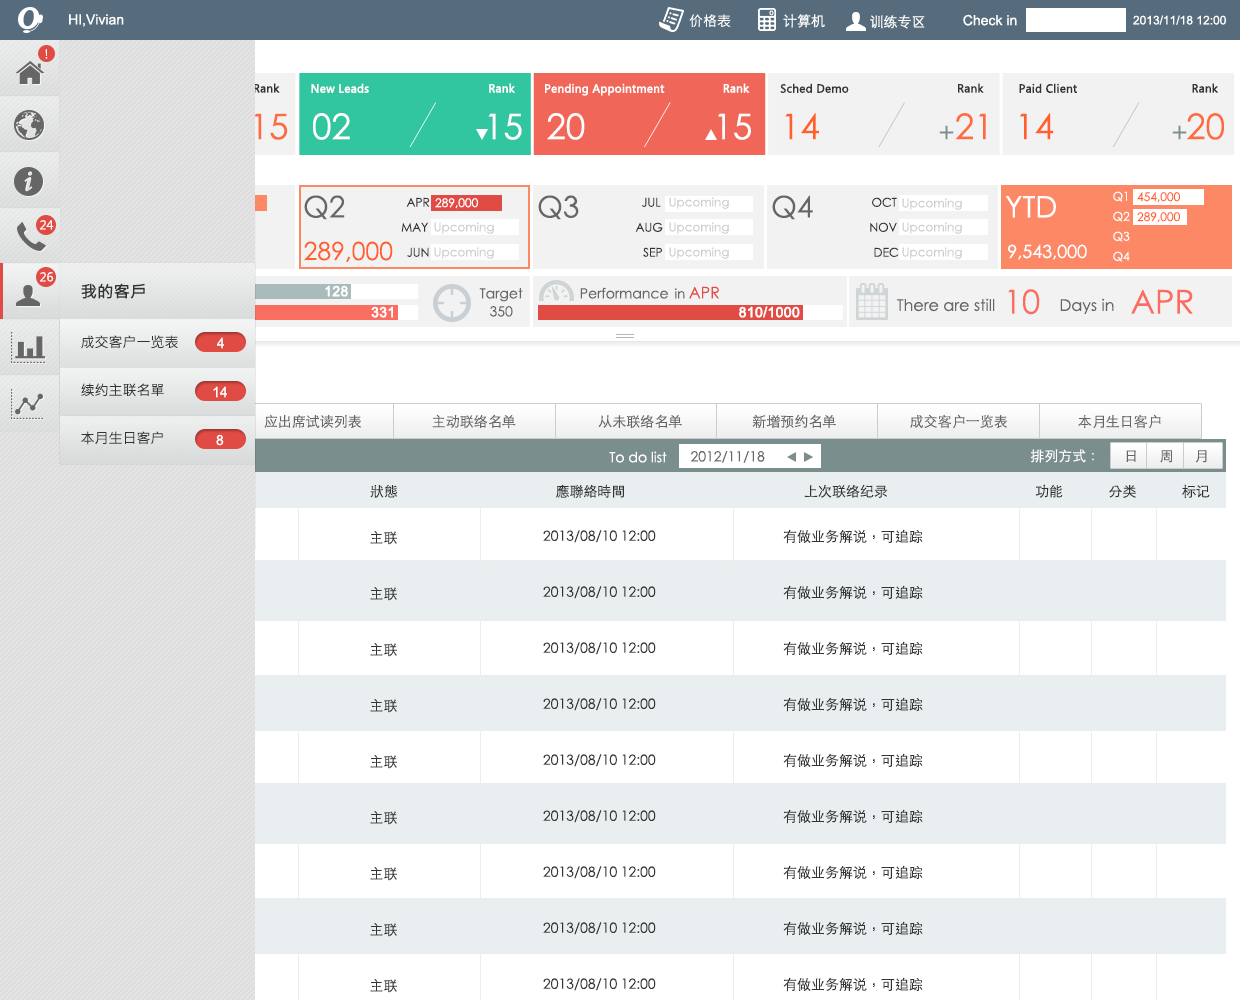 HI,Vivian
价格表
计算机
训练专区
Check in
2013/11/18 12:00
!
24
26
我的客戶
成交客户一览表 4
续约主联名單 14
本月生日客户 8
Rank
15
New Leads Rank
02 ▼15
Pending Appointment Rank
20 ▲15
Sched Demo Rank
14 +21
Paid Client Rank
14 +20
Q2
289,000
APR 289,000
MAY Upcoming
JUN Upcoming
Q3
JUL Upcoming
AUG Upcoming
SEP Upcoming
Q4
OCT Upcoming
NOV Upcoming
DEC Upcoming
YTD
9,543,000
Q1 454,000
Q2 289,000
Q3
Q4
128
331
Target
350
Performance in APR
810/1000
There are still 10 Days in APR
应出席试读列表
主动联络名单
从未联络名单
新增预约名单
成交客户一览表
本月生日客户
To do list 2012/11/18 ◀ ▶
排列方式：
日
周
月
狀態 應聯絡時間 上次联络纪录 功能 分类 标记
主联 2013/08/10 12:00 有做业务解说，可追踪
主联 2013/08/10 12:00 有做业务解说，可追踪
主联 2013/08/10 12:00 有做业务解说，可追踪
主联 2013/08/10 12:00 有做业务解说，可追踪
主联 2013/08/10 12:00 有做业务解说，可追踪
主联 2013/08/10 12:00 有做业务解说，可追踪
主联 2013/08/10 12:00 有做业务解说，可追踪
主联 2013/08/10 12:00 有做业务解说，可追踪
主联 2013/08/10 12:00 有做业务解说，可追踪